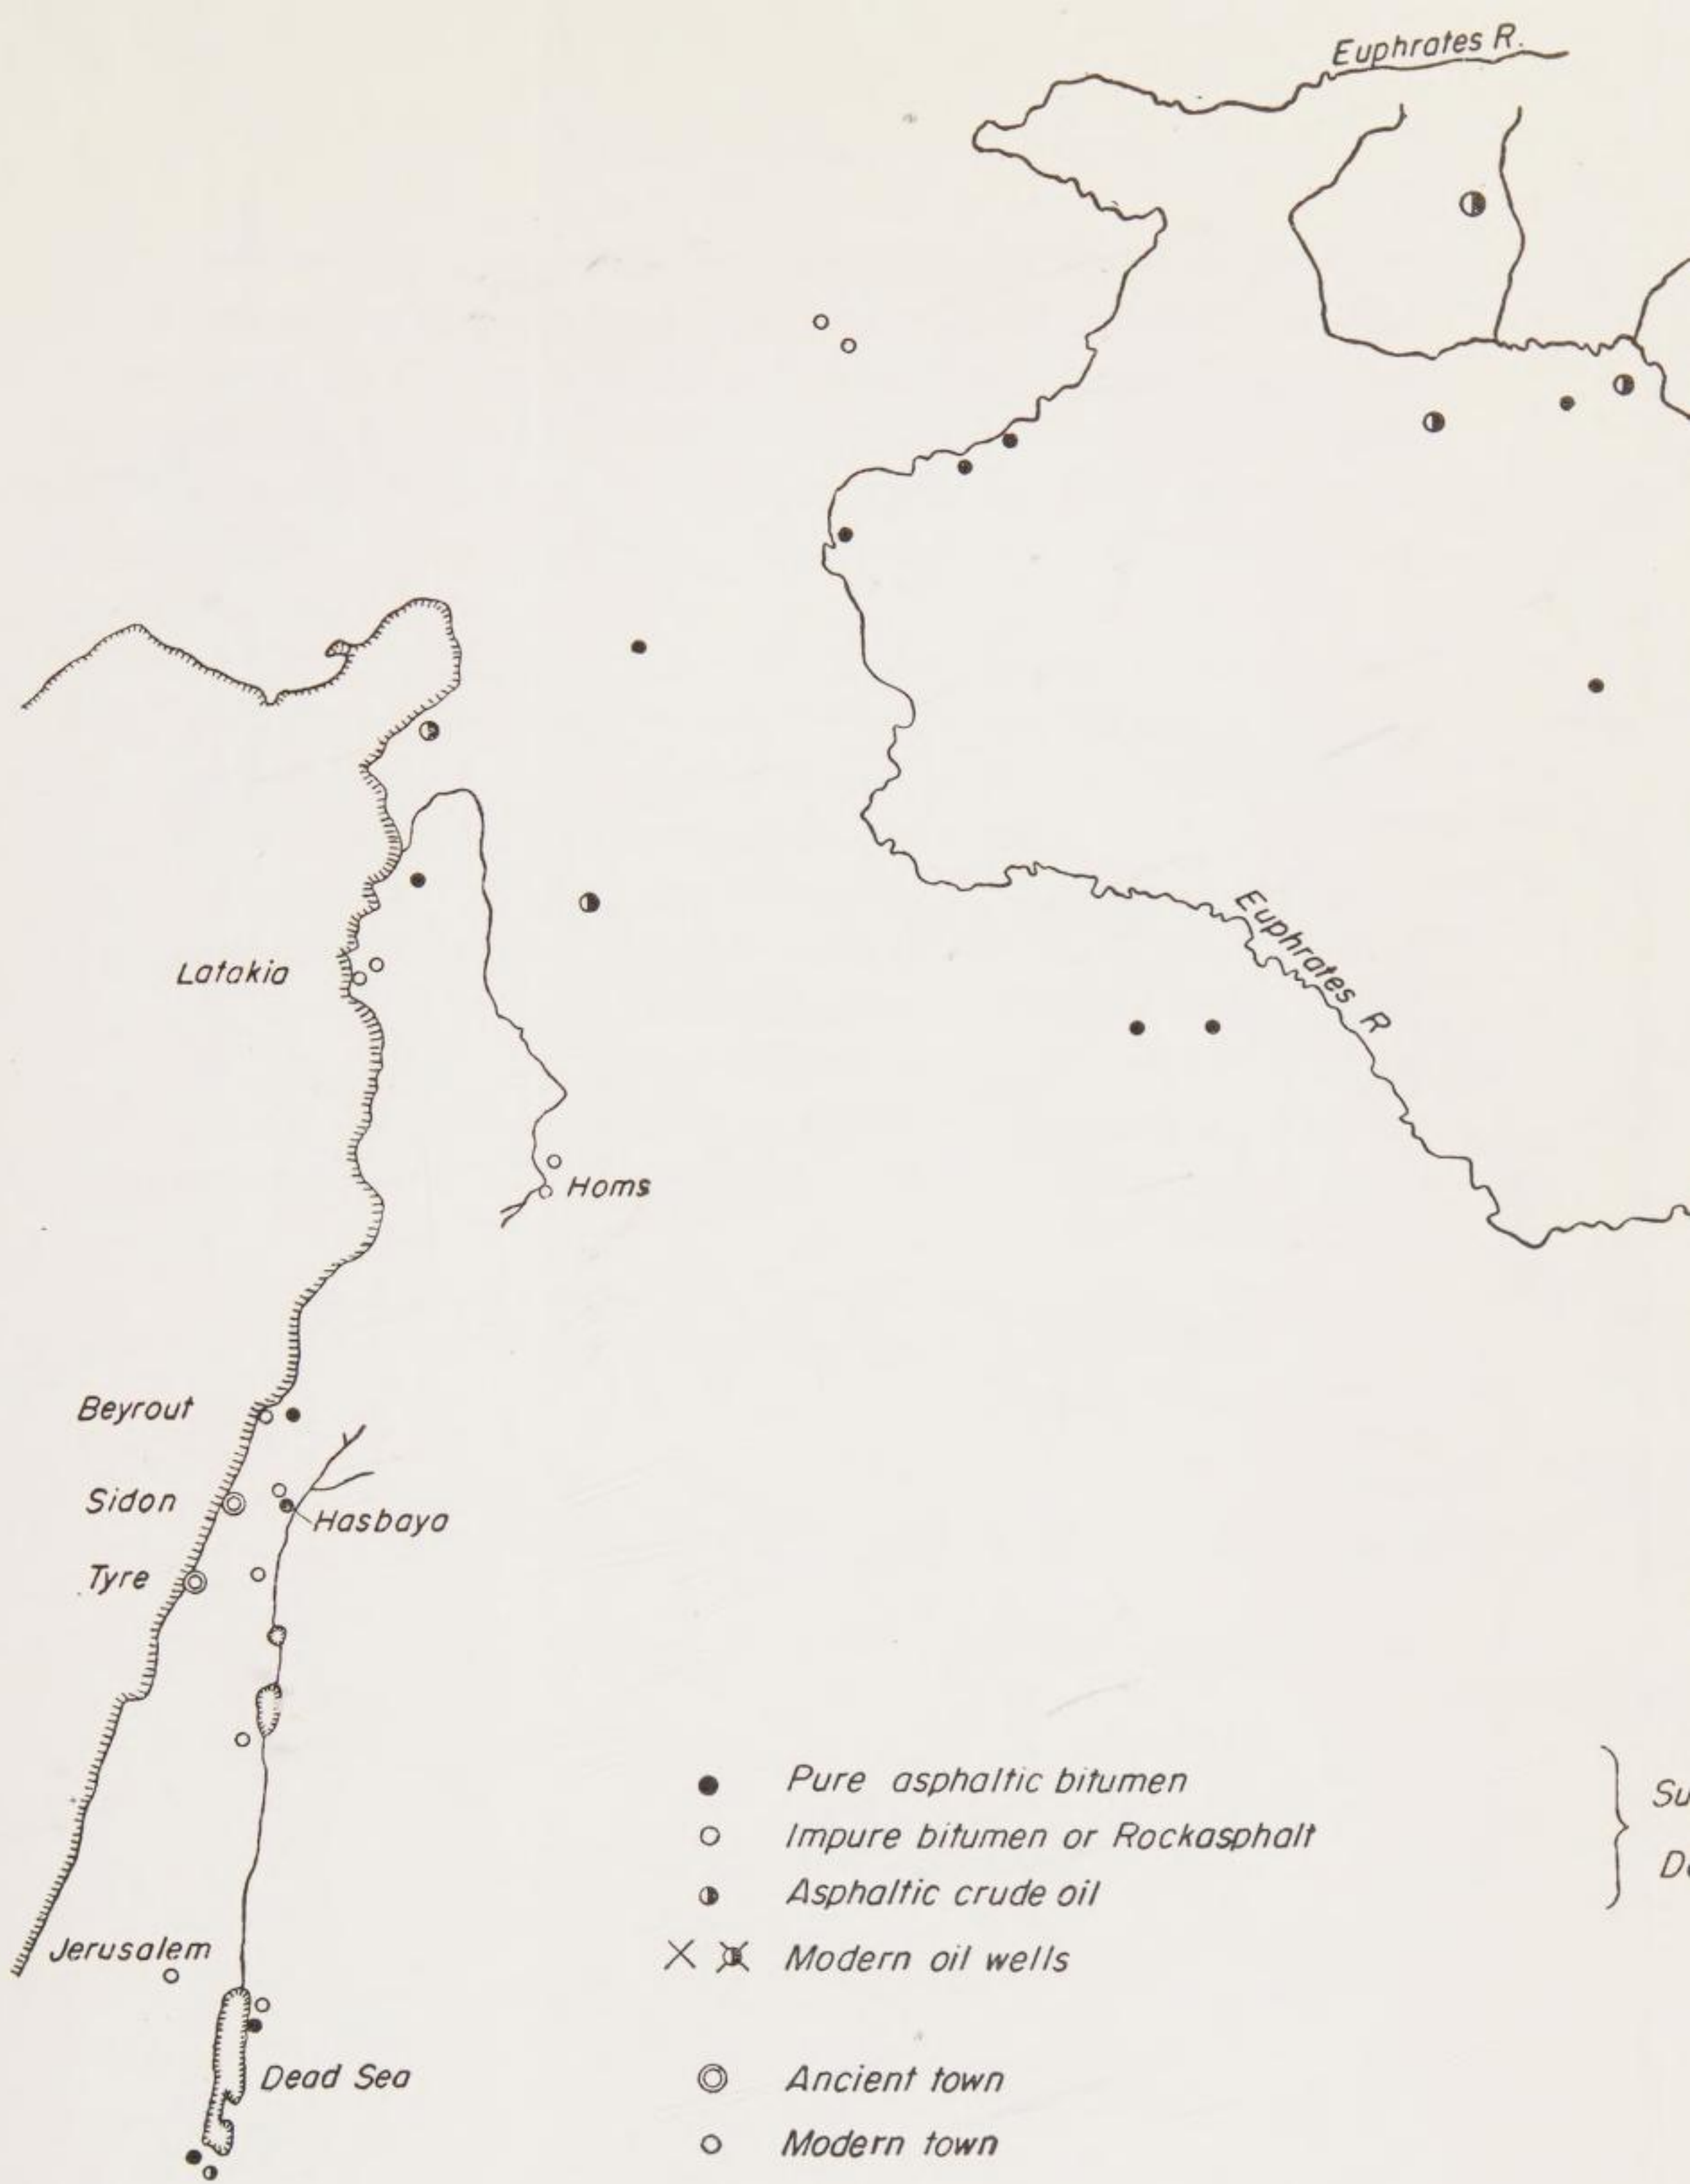 Euphrates R.
Euphrates R
Latakia
Homs
Beyrout
Sidon
Hasbaya
Tyre
Pure asphaltic bitumen
Impure bitumen or Rockasphalt
Su
Asphaltic crude oil
Jerusalem
Modern oil wells
Dead Sea
Ancient town
Modern town